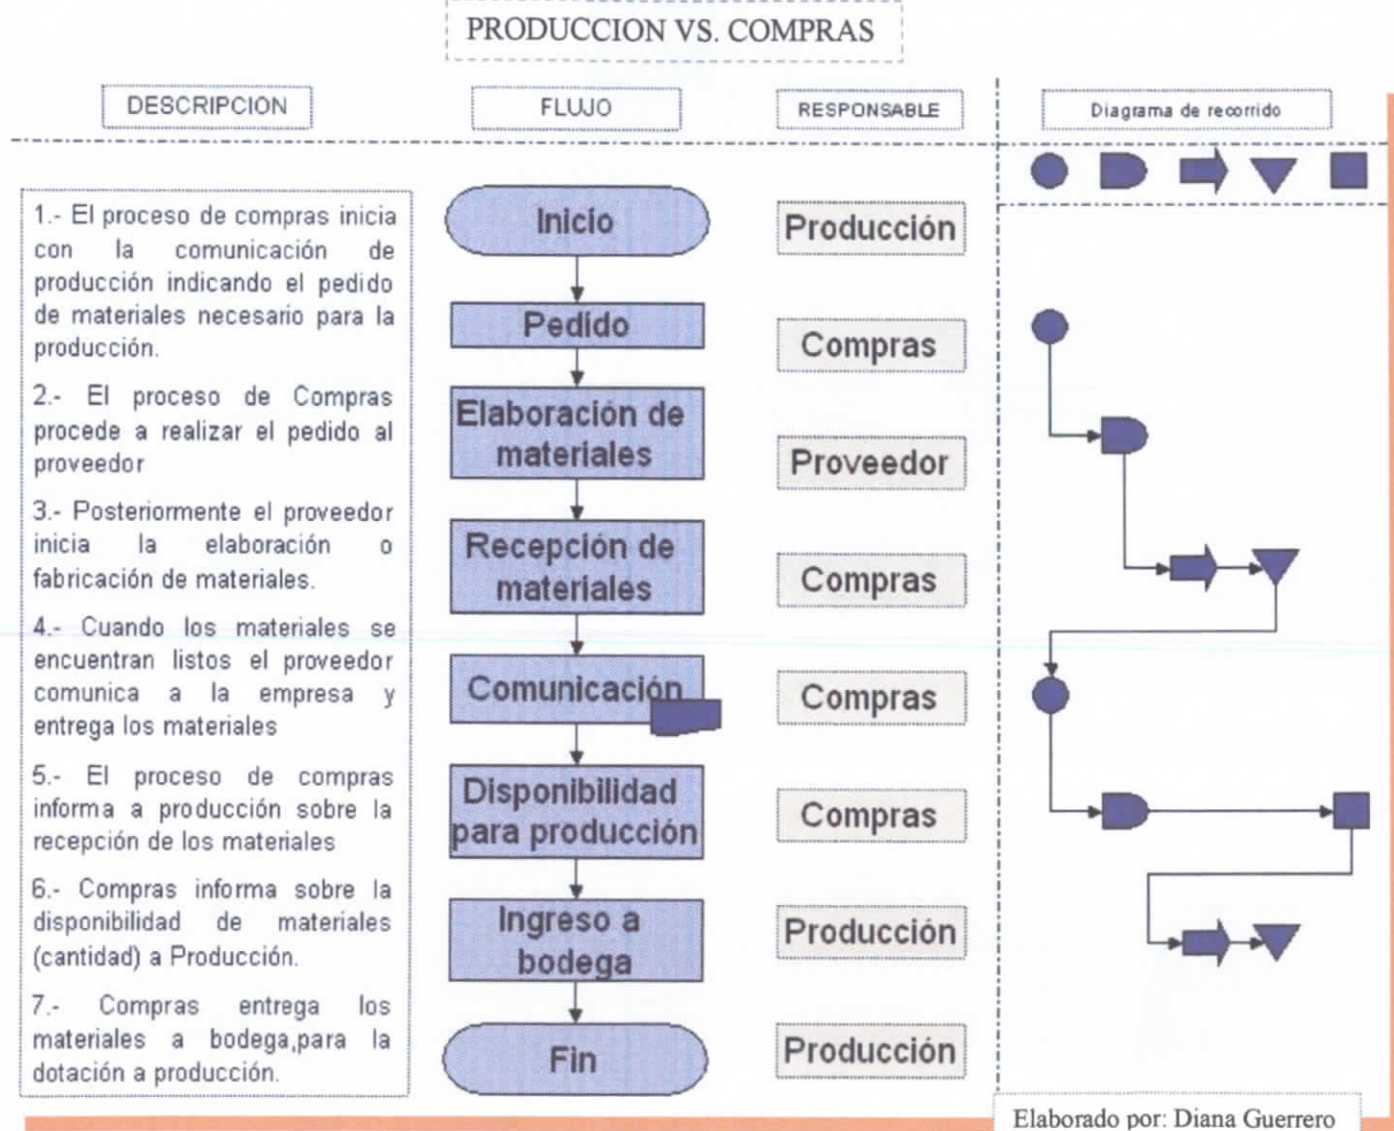 PRODUCCION VS. COMPRAS
DESCRIPCION
FLUJO
RESPONSABLE
Diagrama de recorrido
1.- El proceso de compras inicia
con la comunicación de
producción indicando el pedido
de materiales necesario para la
producción.
2.- El proceso de Compras
procede a realizar el pedido al
proveedor
3.- Posteriormente el proveedor
inicia la elaboración o
fabricación de materiales.
4.- Cuando los materiales se
encuentran listos el proveedor
comunica a la empresa y
entrega los materiales
5.- El proceso de compras
informa a producción sobre la
recepción de los materiales
6.- Compras informa sobre la
disponibilidad de materiales
(cantidad) a Producción.
7.- Compras entrega los
materiales a bodega,para la
dotación a producción.
Inicio
Pedido
Elaboración de
materiales
Recepción de
materiales
Comunicación
Disponibilidad
para producción
Ingreso a
bodega
Fin
Producción
Compras
Proveedor
Compras
Compras
Compras
Producción
Producción
Elaborado por: Diana Guerrero